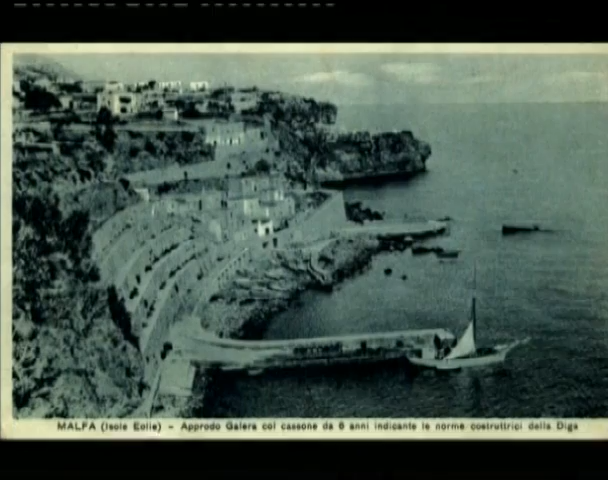 MALFA (Isole Eolie) - Approdo Galera col cassone da 6 anni indicante le norme costruttrici della Diga